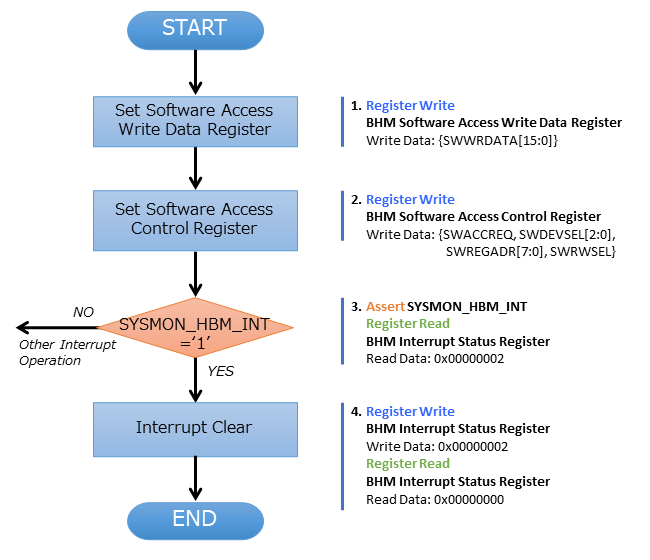 START
Set Software Access
Write Data Register
1. Register Write
BHM Software Access Write Data Register
Write Data: {SWWRDATA[15:0]}
Set Software Access
Control Register
2. Register Write
BHM Software Access Control Register
Write Data: {SWACCREQ, SWDEVSEL[2:0],
SWREGADR[7:0], SWRWSEL}
SYSMON_HBM_INT
=‘1’
NO
Other Interrupt
Operation
YES
3. Assert SYSMON_HBM_INT
Register Read
BHM Interrupt Status Register
Read Data: 0x00000002
Interrupt Clear
4. Register Write
BHM Interrupt Status Register
Write Data: 0x00000002
Register Read
BHM Interrupt Status Register
Read Data: 0x00000000
END